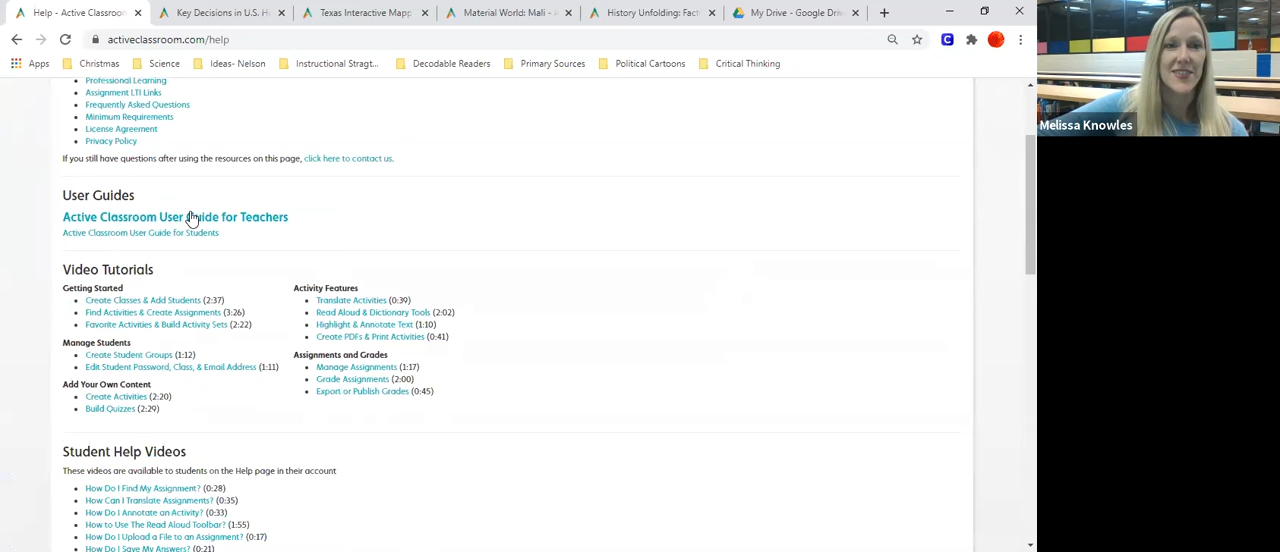 Help - Active Classroo
Key Decisions in U.S. H
Texas Interactive Mapp
Material World: Mali - A
History Unfolding: Fact
My Drive - Google Driv
activeclassroom.com/help
Apps
Christmas
Science
Ideas- Nelson
Instructional Stragt...
Decodable Readers
Primary Sources
Political Cartoons
Critical Thinking
Melissa Knowles
Professional Learning
Assignment LTI Links
Frequently Asked Questions
Minimum Requirements
License Agreement
Privacy Policy
If you still have questions after using the resources on this page, click here to contact us.
User Guides
Active Classroom User Guide for Teachers
Active Classroom User Guide for Students
Video Tutorials
Getting Started
Create Classes & Add Students (2:37)
Find Activities & Create Assignments (3:26)
Favorite Activities & Build Activity Sets (2:22)
Manage Students
Create Student Groups (1:12)
Edit Student Password, Class, & Email Address (1:11)
Add Your Own Content
Create Activities (2:20)
Build Quizzes (2:29)
Activity Features
Translate Activities (0:39)
Read Aloud & Dictionary Tools (2:02)
Highlight & Annotate Text (1:10)
Create PDFs & Print Activities (0:41)
Assignments and Grades
Manage Assignments (1:17)
Grade Assignments (2:00)
Export or Publish Grades (0:45)
Student Help Videos
These videos are available to students on the Help page in their account
How Do I Find My Assignment? (0:28)
How Can I Translate Assignments? (0:35)
How Do I Annotate an Activity? (0:33)
How to Use The Read Aloud Toolbar? (1:55)
How Do I Upload a File to an Assignment? (0:17)
How Do I Save My Answers? (0:21)